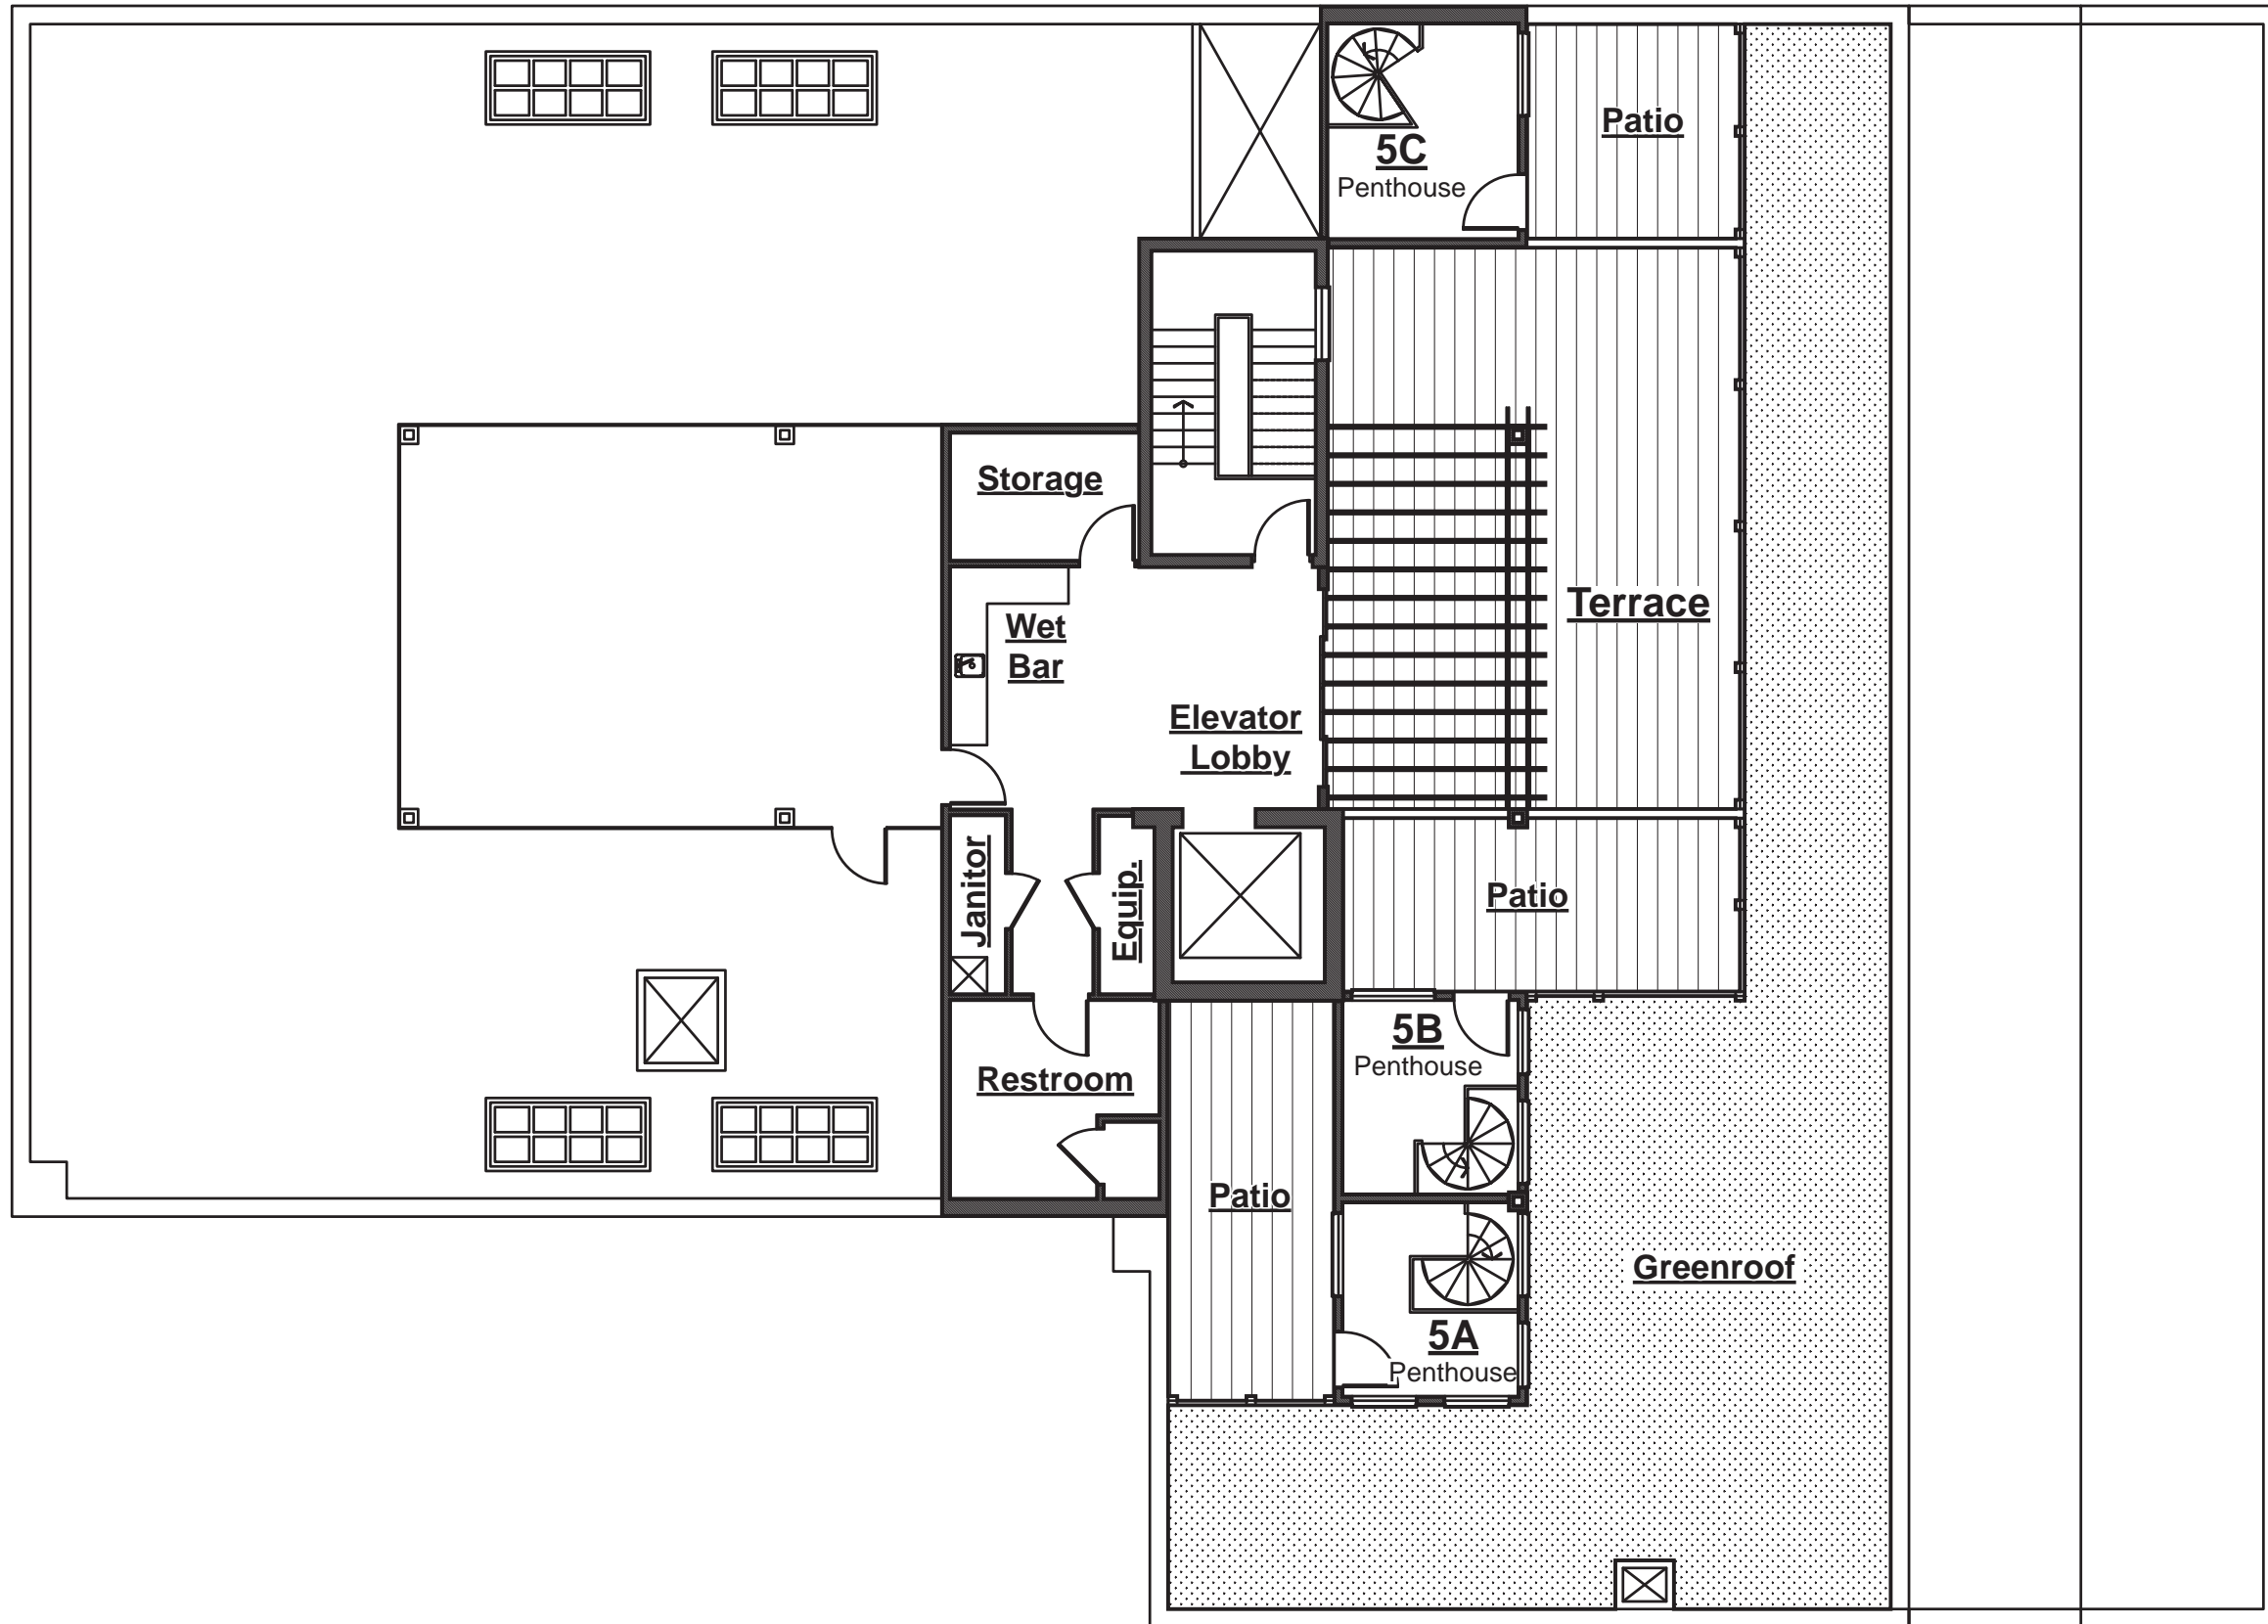 Patio
5C
Penthouse
Storage
Terrace
Wet
Bar
Elevator
Lobby
Janitor
Equip.
Patio
5B
Penthouse
Restroom
Patio
Greenroof
5A
Penthouse